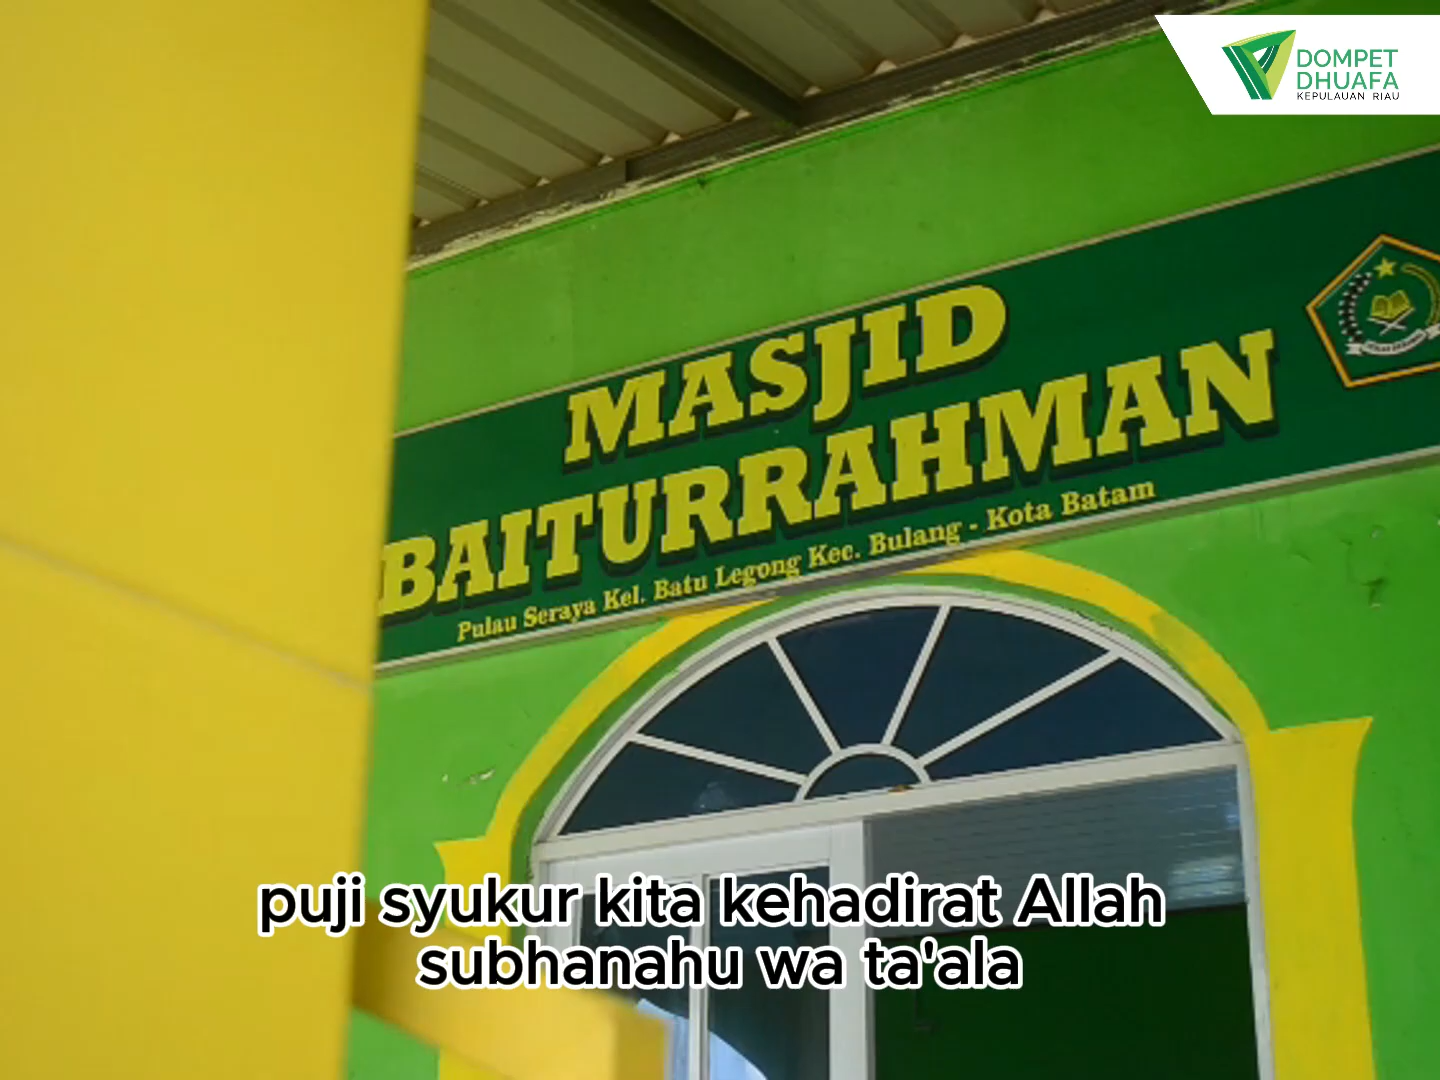 DOMPET
DHUAFA
KEPULAUAN RIAU
MASJID
BAITURRAHMAN
Pulau Seraya Kel. Batu Legong Kec. Bulang - Kota Batam
puji syukur kita kehadirat Allah
subhanahu wa ta'ala